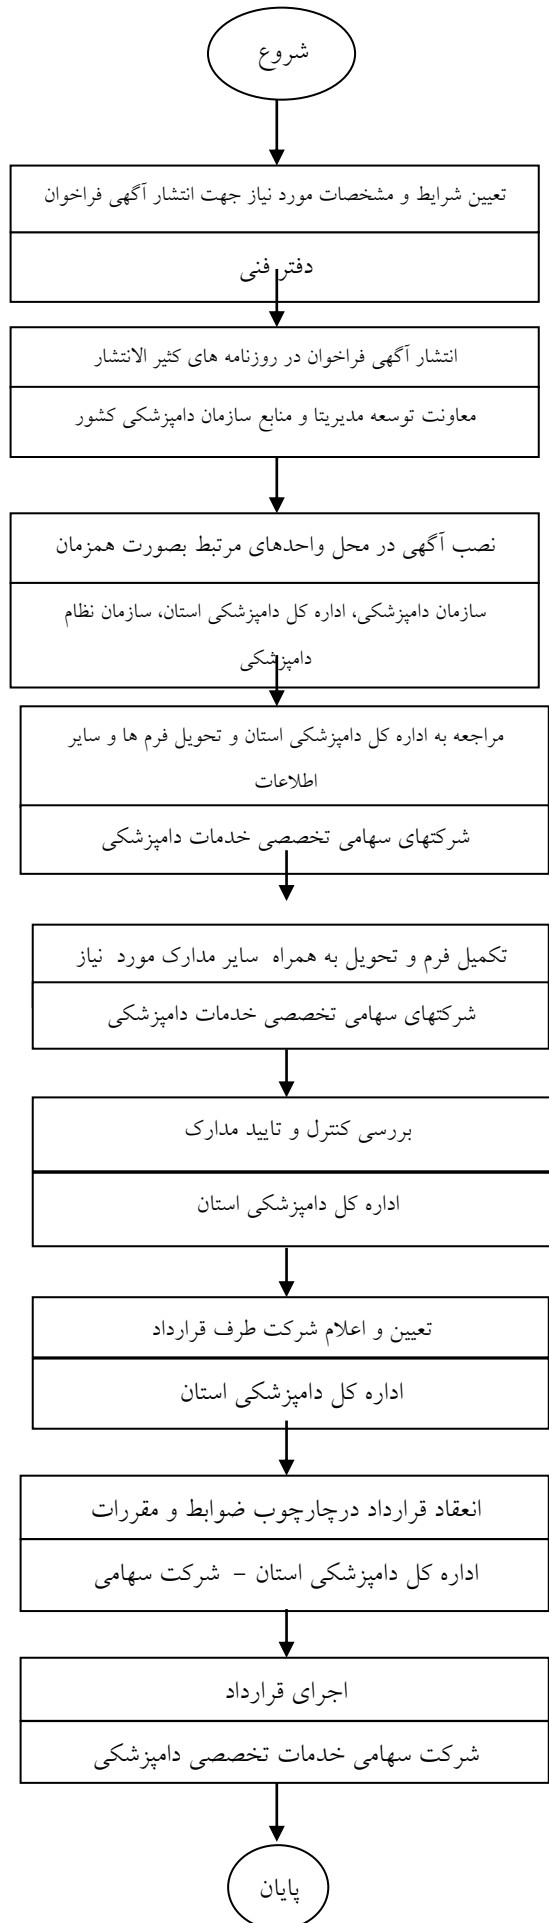 شروع
تعیین شرایط و مشخصات مورد نیاز جهت انتشار آگهی فراخوان
دفتر فنی
انتشار آگهی فراخوان در روزنامه های کثیر الانتشار
معاونت توسعه مدیریتا و منابع سازمان دامپزشکی کشور
نصب آگهی در محل واحدهای مرتبط بصورت همزمان
سازمان دامپزشکی، اداره کل دامپزشکی استان، سازمان نظام
دامپزشکی
مراجعه به اداره کل دامپزشکی استان و تحویل فرم ها و سایر
اطلاعات
شرکتهای سهامی تخصصی خدمات دامپزشکی
تکمیل فرم و تحویل به همراه سایر مدارک مورد نیاز
شرکتهای سهامی تخصصی خدمات دامپزشکی
بررسی کنترل و تایید مدارک
اداره کل دامپزشکی استان
تعیین و اعلام شرکت طرف قرارداد
اداره کل دامپزشکی استان
انعقاد قرارداد درچارچوب ضوابط و مقررات
اداره کل دامپزشکی استان – شرکت سهامی
اجرای قرارداد
شرکت سهامی خدمات تخصصی دامپزشکی
پایان